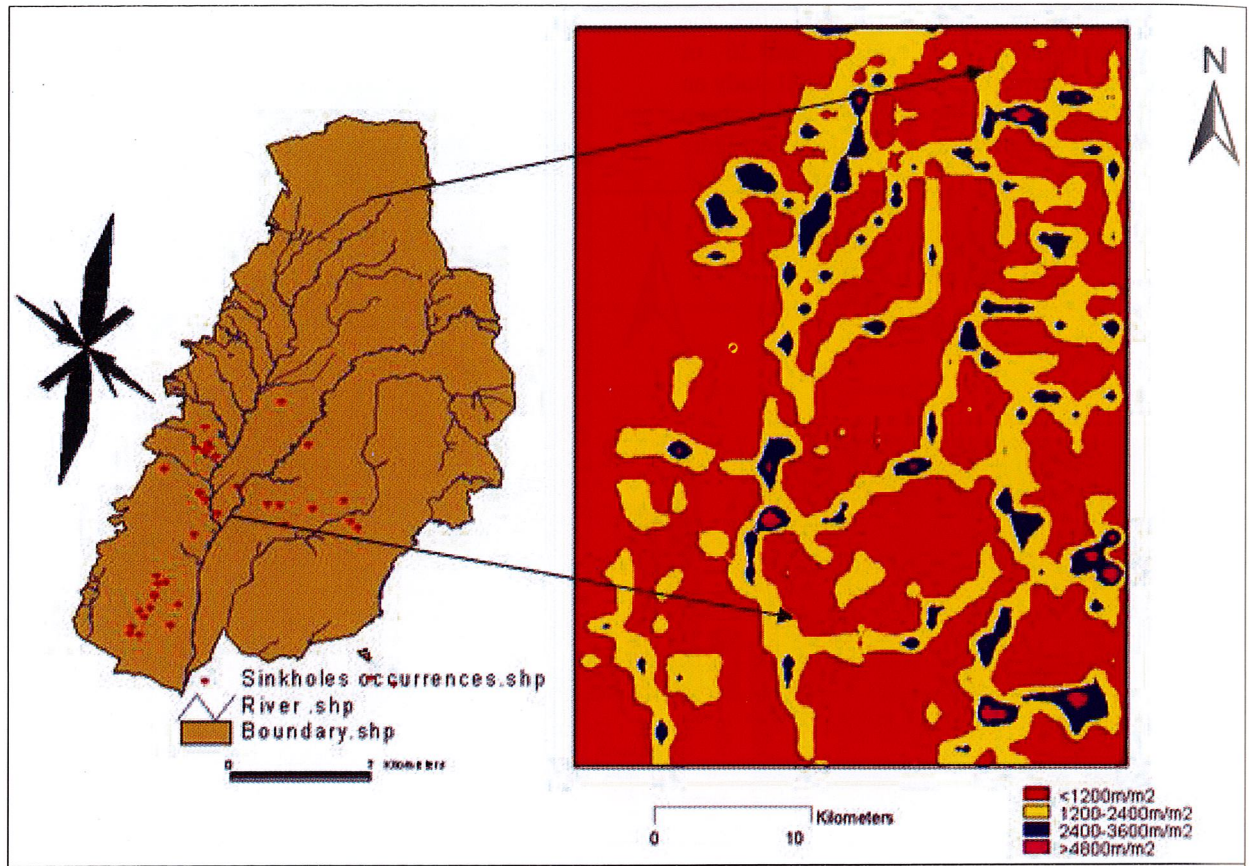 N
Sinkholes occurrences.shp
River .shp
Boundary.shp
0 2 Kilometers
Kilometers
0 10
<1200m/m2
1200-2400m/m2
2400-3600m/m2
>4800m/m2